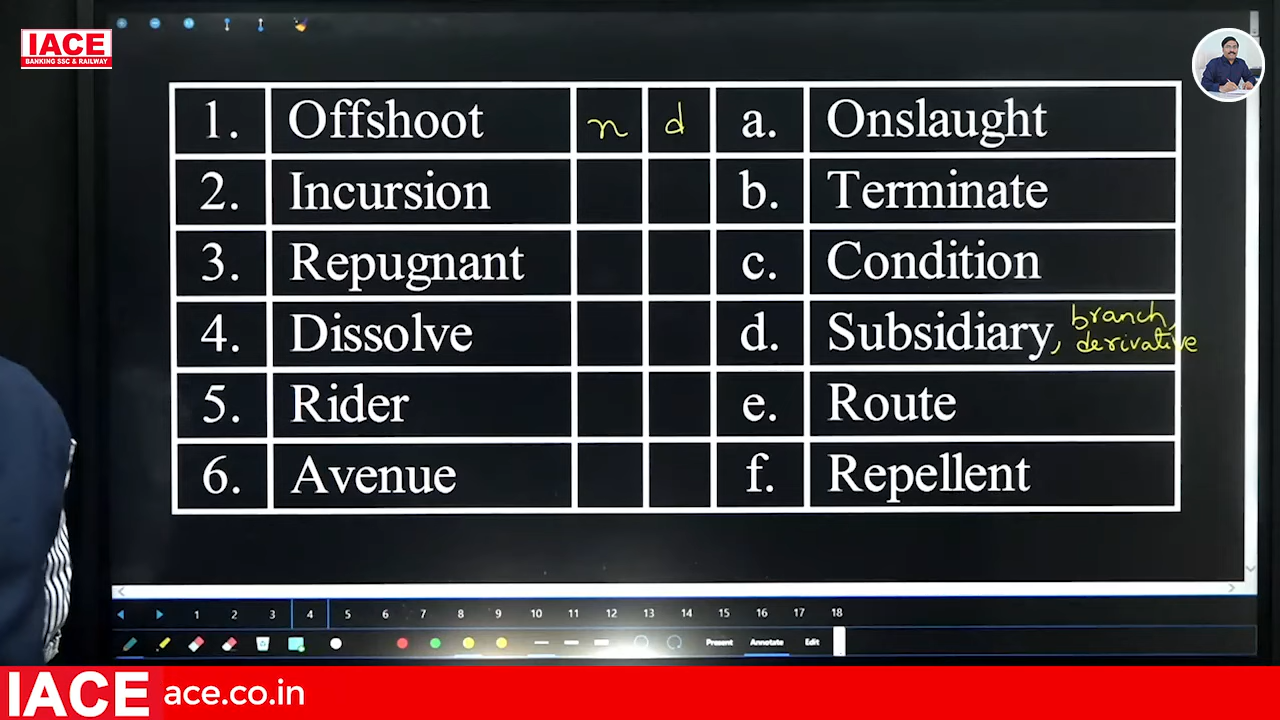 IACE
BANKING SSC & RAILWAY
1. Offshoot n d a. Onslaught
2. Incursion b. Terminate
3. Repugnant c. Condition
4. Dissolve d. Subsidiary, branch, derivative
5. Rider e. Route
6. Avenue f. Repellent
1 2 3 4 5 6 7 8 9 10 11 12 13 14 15 16 17 18
Present Annotate Edit
IACE ace.co.in